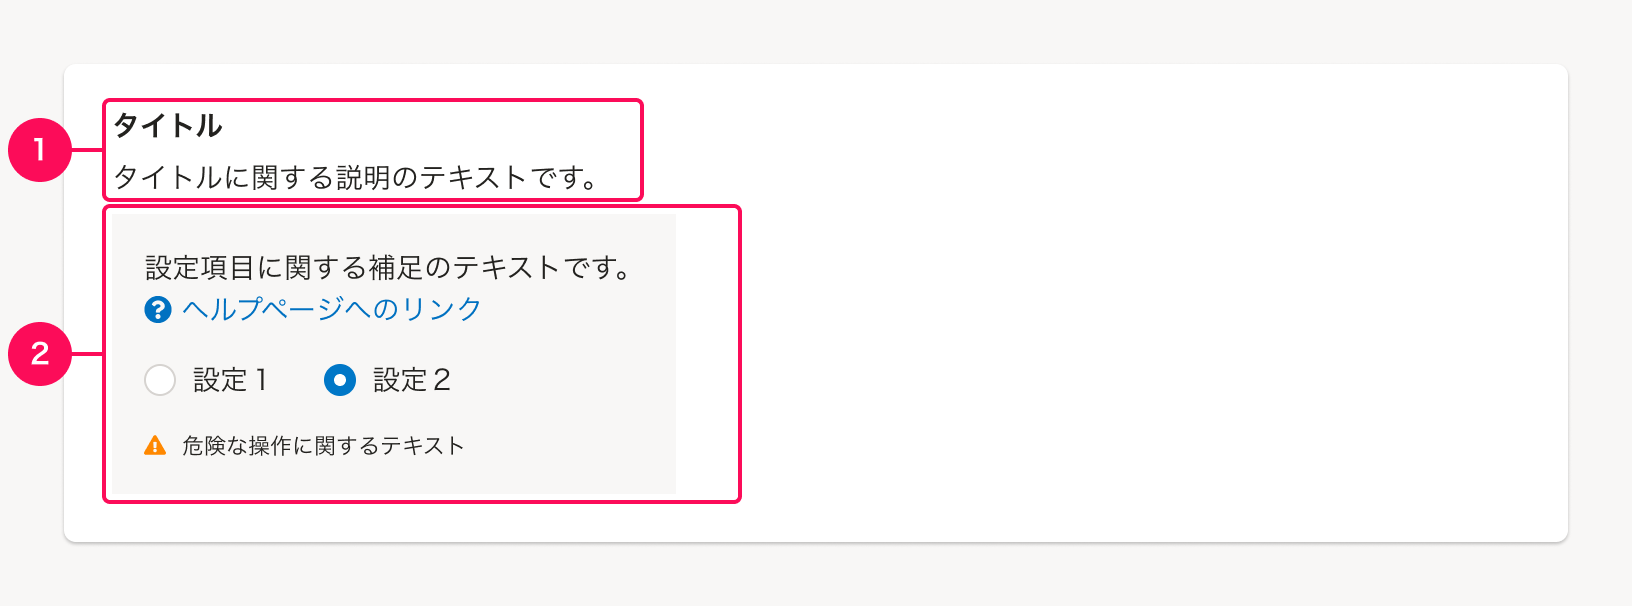 1
タイトル
タイトルに関する説明のテキストです。
2
設定項目に関する補足のテキストです。
? ヘルプページへのリンク
設定1 設定2
! 危険な操作に関するテキスト